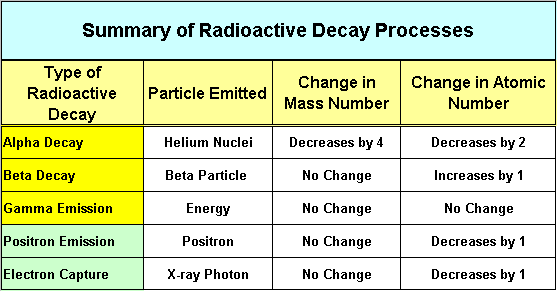 Summary of Radioactive Decay Processes
Type of
Radioactive
Decay
Particle Emitted
Change in
Mass Number
Change in Atomic
Number
Alpha Decay
Helium Nuclei
Decreases by 4
Decreases by 2
Beta Decay
Beta Particle
No Change
Increases by 1
Gamma Emission
Energy
No Change
No Change
Positron Emission
Positron
No Change
Decreases by 1
Electron Capture
X-ray Photon
No Change
Decreases by 1